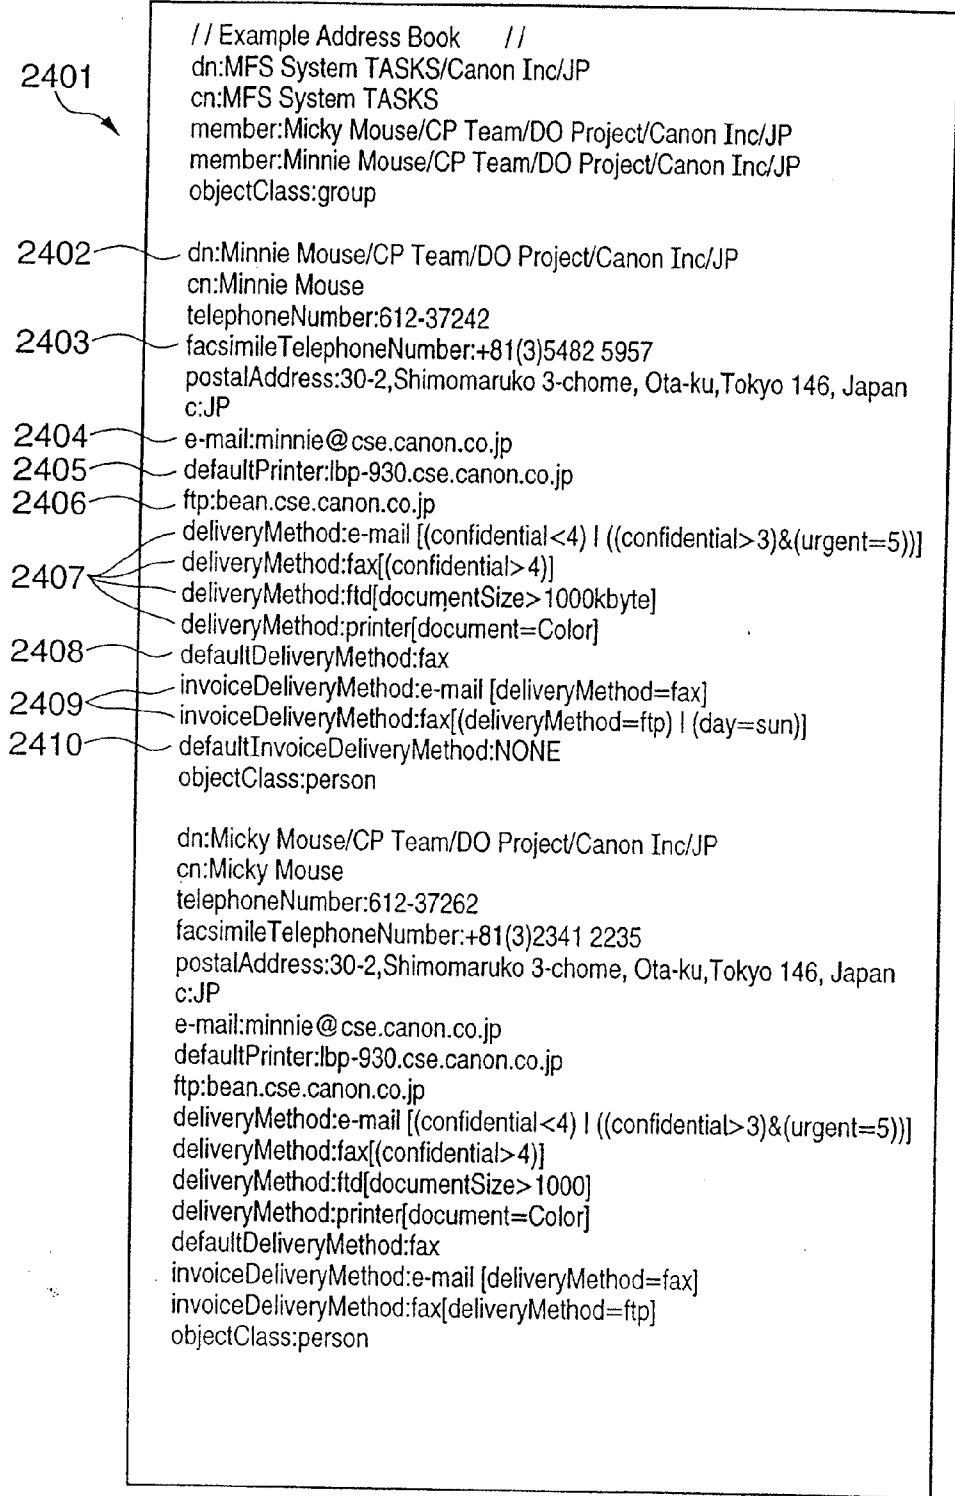 // Example Address Book //
2401
dn:MFS System TASKS/Canon Inc/JP
cn:MFS System TASKS
member:Micky Mouse/CP Team/DO Project/Canon Inc/JP
member:Minnie Mouse/CP Team/DO Project/Canon Inc/JP
objectClass:group
2402 dn:Minnie Mouse/CP Team/DO Project/Canon Inc/JP
cn:Minnie Mouse
telephoneNumber:612-37242
2403 facsimileTelephoneNumber:+81(3)5482 5957
postalAddress:30-2,Shimomaruko 3-chome, Ota-ku,Tokyo 146, Japan
c:JP
2404 e-mail:minnie@cse.canon.co.jp
2405 defaultPrinter:lbp-930.cse.canon.co.jp
2406 ftp:bean.cse.canon.co.jp
deliveryMethod:e-mail [(confidential<4) | ((confidential>3)&(urgent=5))]
2407 deliveryMethod:fax[(confidential>4)]
deliveryMethod:ftd[documentSize>1000kbyte]
deliveryMethod:printer[document=Color]
2408 defaultDeliveryMethod:fax
2409 invoiceDeliveryMethod:e-mail [deliveryMethod=fax]
invoiceDeliveryMethod:fax[(deliveryMethod=ftp) | (day=sun)]
2410 defaultInvoiceDeliveryMethod:NONE
objectClass:person
dn:Micky Mouse/CP Team/DO Project/Canon Inc/JP
cn:Micky Mouse
telephoneNumber:612-37262
facsimileTelephoneNumber:+81(3)2341 2235
postalAddress:30-2,Shimomaruko 3-chome, Ota-ku,Tokyo 146, Japan
c:JP
e-mail:minnie@cse.canon.co.jp
defaultPrinter:lbp-930.cse.canon.co.jp
ftp:bean.cse.canon.co.jp
deliveryMethod:e-mail [(confidential<4) | ((confidential>3)&(urgent=5))]
deliveryMethod:fax[(confidential>4)]
deliveryMethod:ftd[documentSize>1000]
deliveryMethod:printer[document=Color]
defaultDeliveryMethod:fax
invoiceDeliveryMethod:e-mail [deliveryMethod=fax]
invoiceDeliveryMethod:fax[deliveryMethod=ftp]
objectClass:person